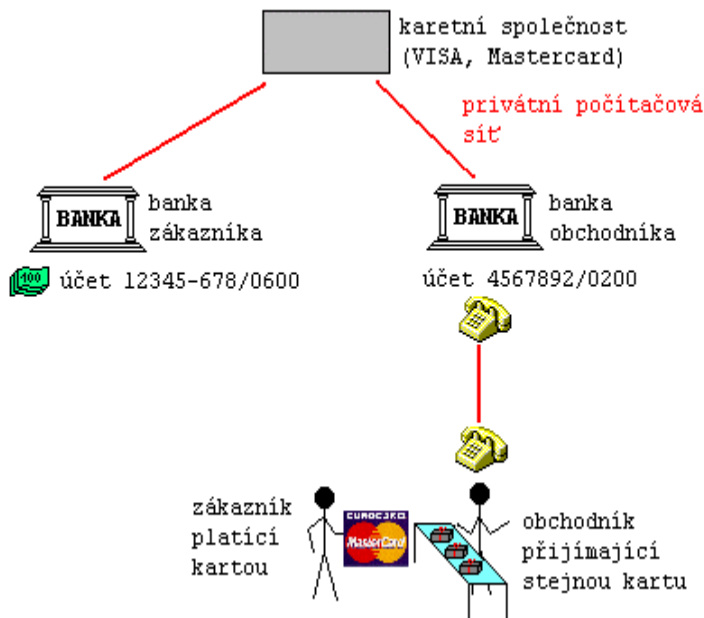 karetní společnost
(VISA, Mastercard)
privátní počítačová
síť
BANKA
banka
zákazníka
BANKA
banka
obchodníka
100
účet 12345-678/0600
účet 4567892/0200
zákazník
platící
kartou
MasterCard
obchodník
přijímající
stejnou kartu